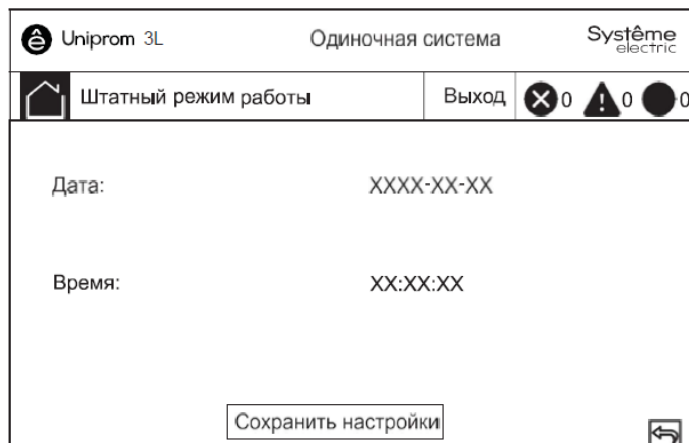 ê Uniprom 3L Одиночная система Système electric
Штатный режим работы Выход 0 ! 0 0
Дата: XXXX-XX-XX
Время: XX:XX:XX
Сохранить настройки